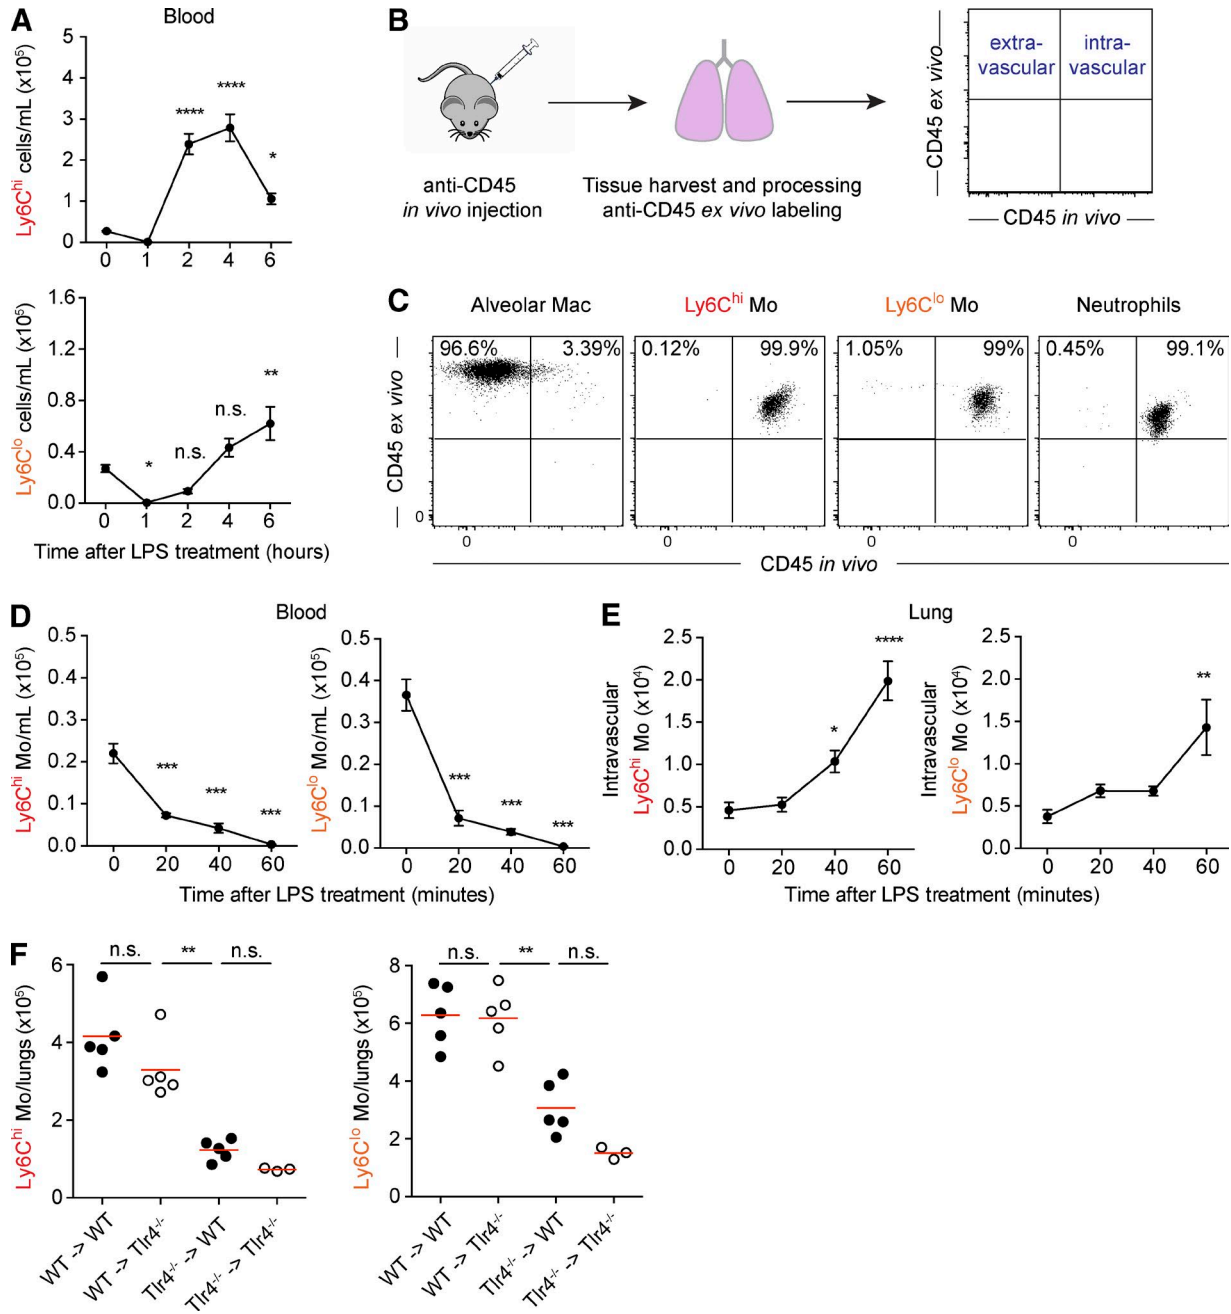 A
Blood
Ly6Chi cells/mL (x10⁵)
5
4
3
2
1
0
****
****
*
0 1 2 4 6
Ly6Clo cells/mL (x10⁵)
1.6
1.2
0.8
0.4
0.0
*
n.s.
n.s.
**
0 1 2 4 6
Time after LPS treatment (hours)
B
anti-CD45
in vivo injection
Tissue harvest and processing
anti-CD45 ex vivo labeling
CD45 ex vivo
extra-
vascular
intra-
vascular
CD45 in vivo
C
Alveolar Mac
Ly6Chi Mo
Ly6Clo Mo
Neutrophils
CD45 ex vivo
96.6% 3.39%
0.12% 99.9%
1.05% 99%
0.45% 99.1%
0
0 0 0 0
CD45 in vivo
D
Blood
Ly6Chi Mo/mL (x10⁵)
0.5
0.4
0.3
0.2
0.1
0.0
***
***
***
0 20 40 60
Ly6Clo Mo/mL (x10⁵)
0.5
0.4
0.3
0.2
0.1
0.0
***
***
***
0 20 40 60
Time after LPS treatment (minutes)
E
Lung
Intravascular
Ly6Chi Mo (x10⁴)
2.5
2.0
1.5
1.0
0.5
0.0
*
****
0 20 40 60
Intravascular
Ly6Clo Mo (x10⁴)
2.5
2.0
1.5
1.0
0.5
0.0
**
0 20 40 60
Time after LPS treatment (minutes)
F
Ly6Chi Mo/lungs (x10⁵)
n.s. ** n.s.
6
4
2
0
WT -> WT
WT -> Tlr4-/-
Tlr4-/- -> WT
Tlr4-/- -> Tlr4-/-
Ly6Clo Mo/lungs (x10⁵)
n.s. ** n.s.
8
6
4
2
0
WT -> WT
WT -> Tlr4-/-
Tlr4-/- -> WT
Tlr4-/- -> Tlr4-/-